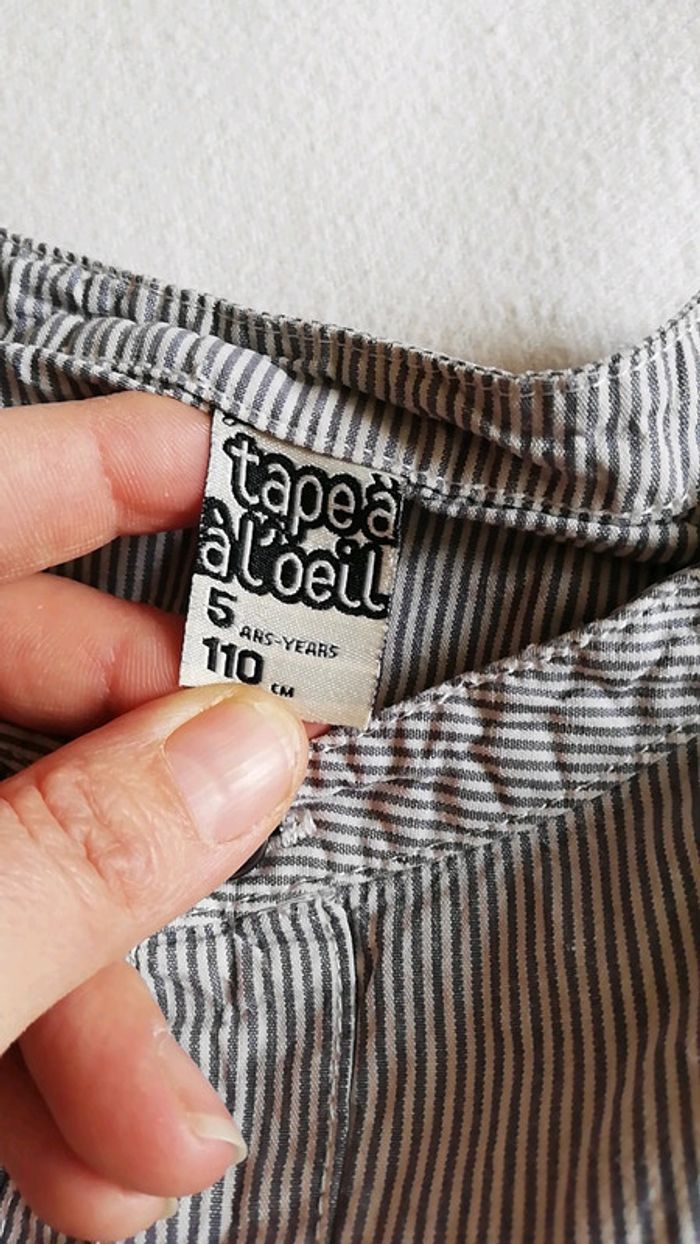 tape à
à l'oeil
5 ANS-YEARS
110 CM